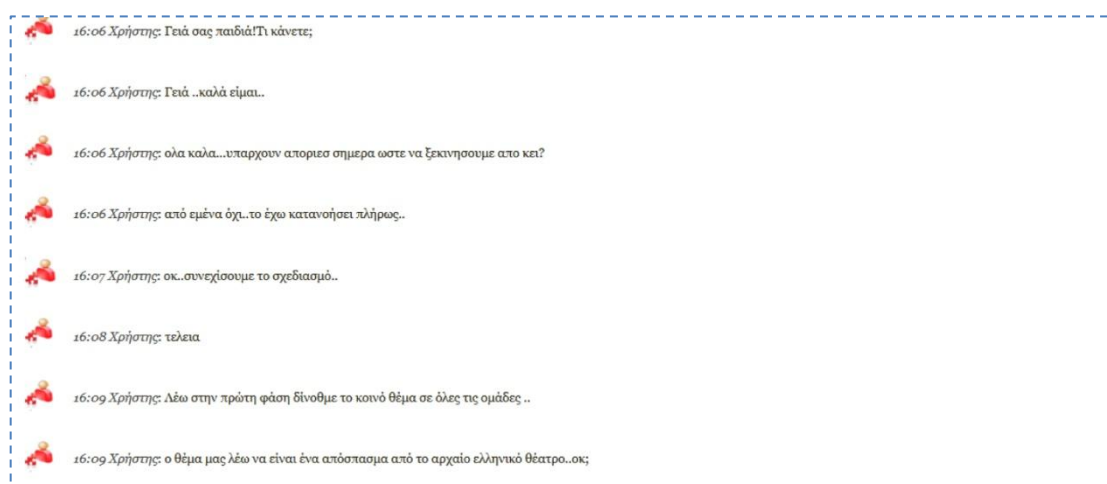 16:06 Χρήστης: Γειά σας παιδιά!Τι κάνετε;
16:06 Χρήστης: Γειά ..καλά είμαι..
16:06 Χρήστης: ολα καλα...υπαρχουν αποριεσ σημερα ωστε να ξεκινησουμε απο κει?
16:06 Χρήστης: από εμένα όχι..το έχω κατανοήσει πλήρως..
16:07 Χρήστης: οκ..συνεχίσουμε το σχεδιασμό..
16:08 Χρήστης: τελεια
16:09 Χρήστης: Λέω στην πρώτη φάση δίνοθμε το κοινό θέμα σε όλες τις ομάδες ..
16:09 Χρήστης: ο θέμα μας λέω να είναι ένα απόσπασμα από το αρχαίο ελληνικό θέατρο..οκ;